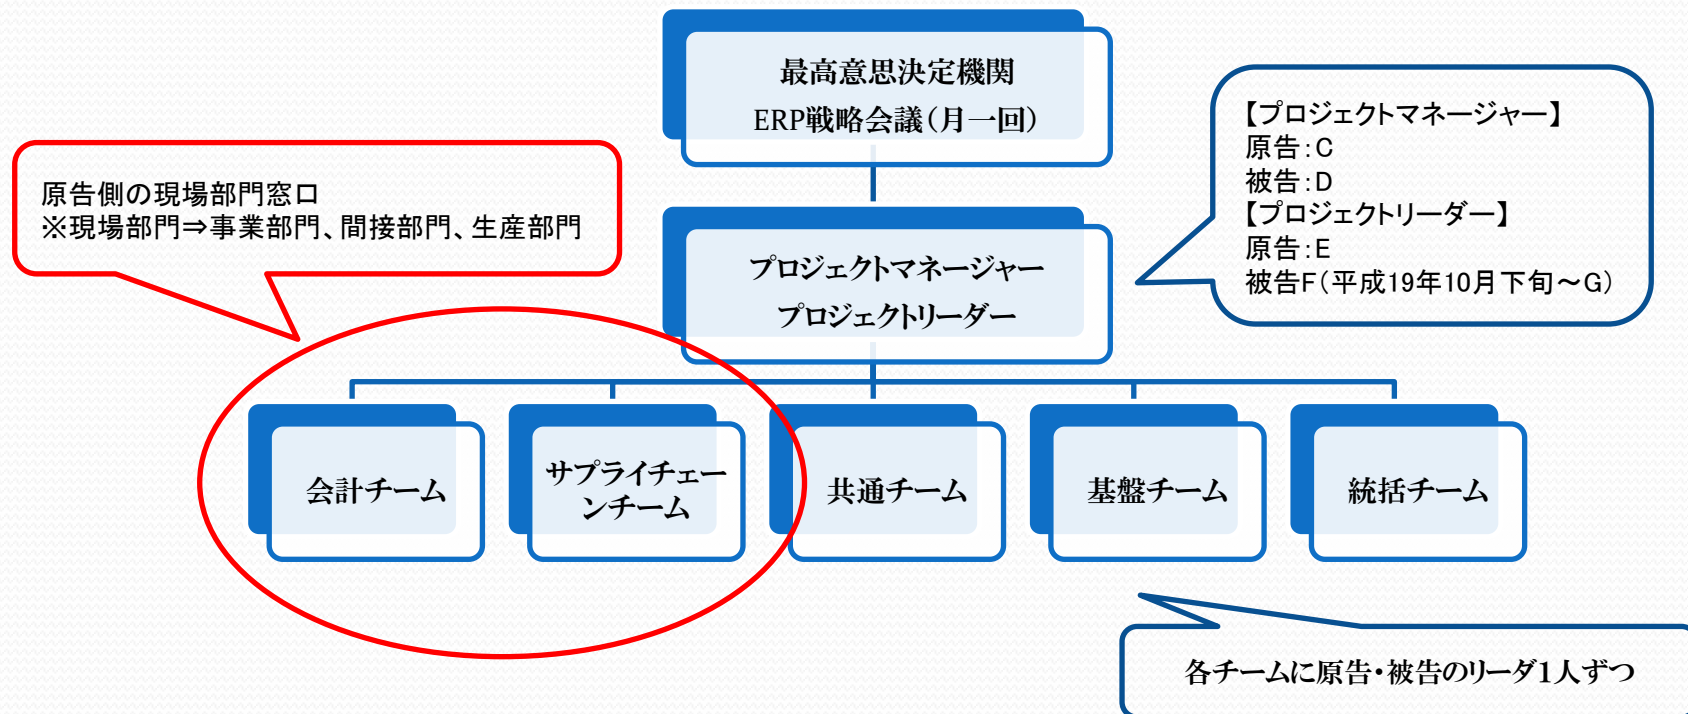 最高意思決定機関
ERP戦略会議(月一回)
【プロジェクトマネージャー】
原告:C
被告:D
【プロジェクトリーダー】
原告:E
被告F(平成19年10月下旬~G)
原告側の現場部門窓口
※現場部門⇒事業部門、間接部門、生産部門
プロジェクトマネージャー
プロジェクトリーダー
会計チーム
サプライチェー
ンチーム
共通チーム
基盤チーム
統括チーム
各チームに原告・被告のリーダ1人ずつ